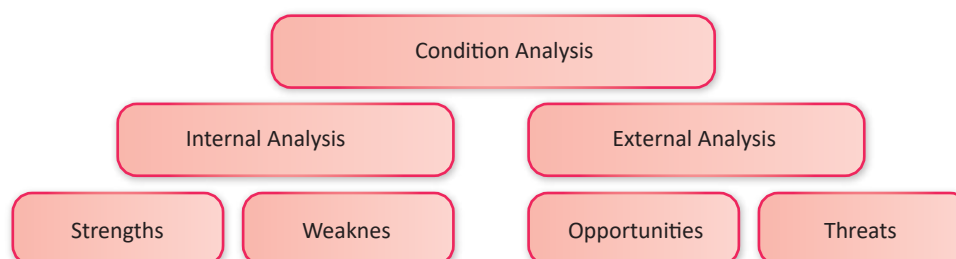 Condition Analysis
Internal Analysis
External Analysis
Strengths
Weaknes
Opportunities
Threats